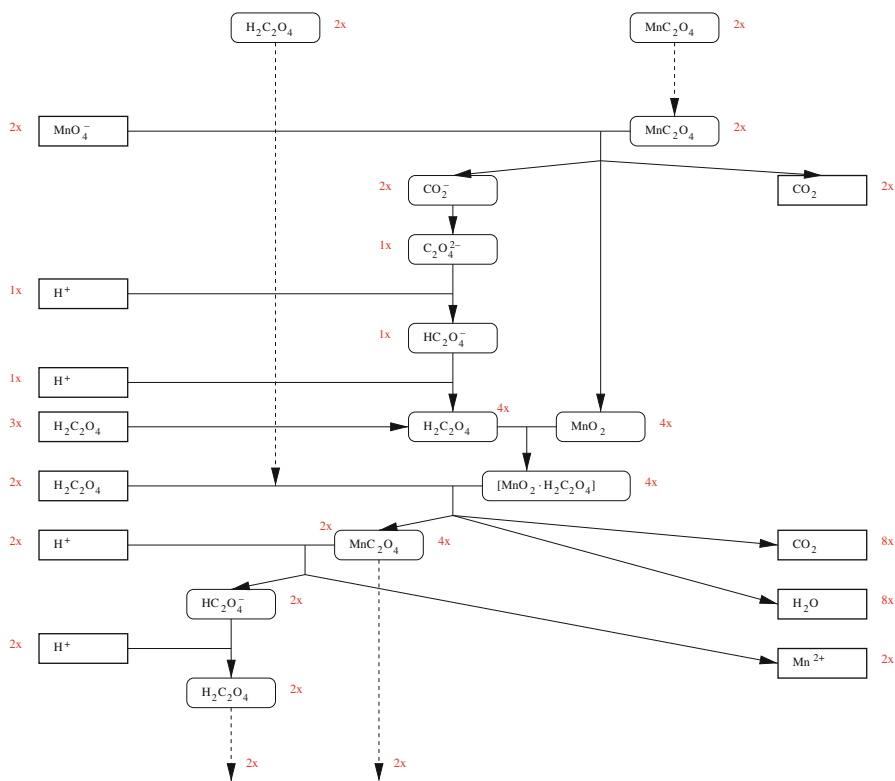 H₂C₂O₄ 2x MnC₂O₄ 2x
2x MnO₄⁻ MnC₂O₄ 2x
2x CO₂⁻ CO₂ 2x
1x C₂O₄²⁻
1x H⁺
1x HC₂O₄⁻
1x H⁺
4x
3x H₂C₂O₄ H₂C₂O₄ MnO₂ 4x
2x H₂C₂O₄ [MnO₂·H₂C₂O₄] 4x
2x
2x H⁺ MnC₂O₄ 4x CO₂ 8x
HC₂O₄⁻ 2x H₂O 8x
2x H⁺ Mn²⁺ 2x
H₂C₂O₄ 2x
2x 2x